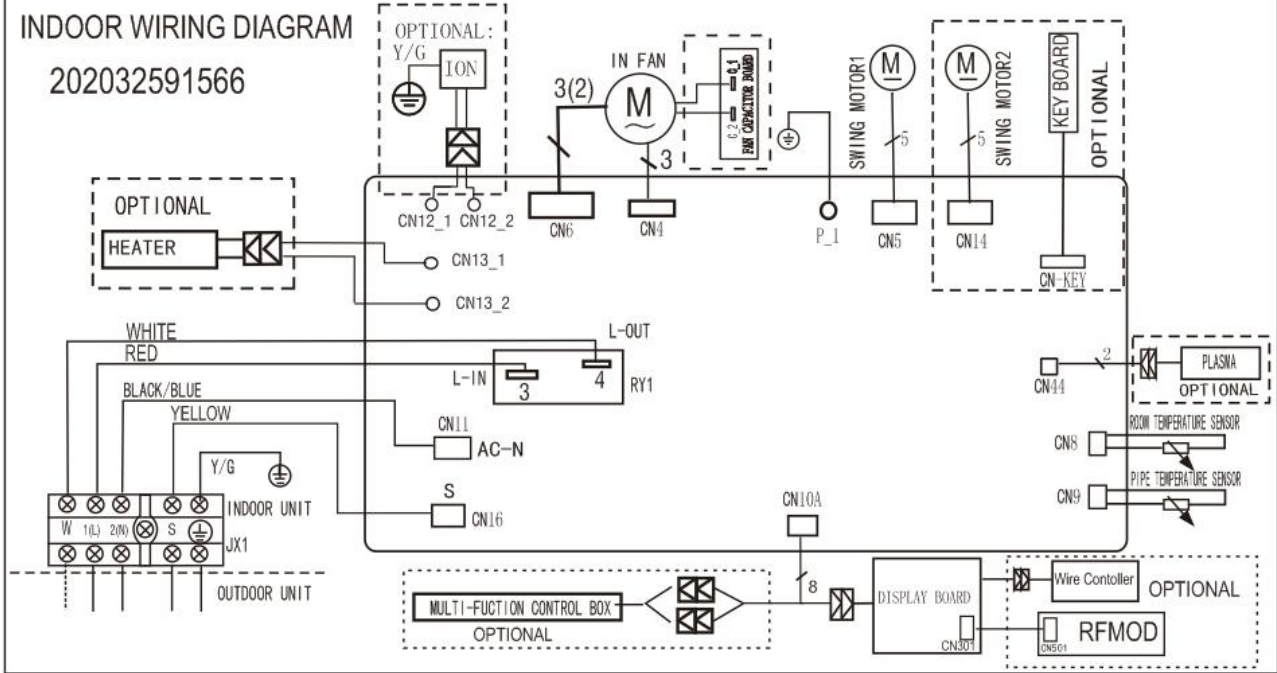 INDOOR WIRING DIAGRAM
202032591566
OPTIONAL:
Y/G
ION
IN FAN
3(2)
M
3
C_1
C_2
FAN CAPACITOR BOARD
SWING MOTOR1
M
5
M
5
SWING MOTOR2
KEY BOARD
OPTIONAL
CN12_1
CN12_2
CN6
CN4
P_1
CN5
CN14
CN-KEY
OPTIONAL
HEATER
CN13_1
CN13_2
WHITE
RED
L-OUT
L-IN
3
4
RY1
BLACK/BLUE
YELLOW
CN11
AC-N
Y/G
S
CN16
INDOOR UNIT
W
1(L)
2(N)
S
JX1
OUTDOOR UNIT
CN44
2
PLASMA
OPTIONAL
ROOM TEMPERATURE SENSOR
CN8
PIPE TEMPERATURE SENSOR
CN9
CN10A
8
MULTI-FUCTION CONTROL BOX
OPTIONAL
DISPLAY BOARD
CN301
Wire Contoller
OPTIONAL
CN501
RFMOD